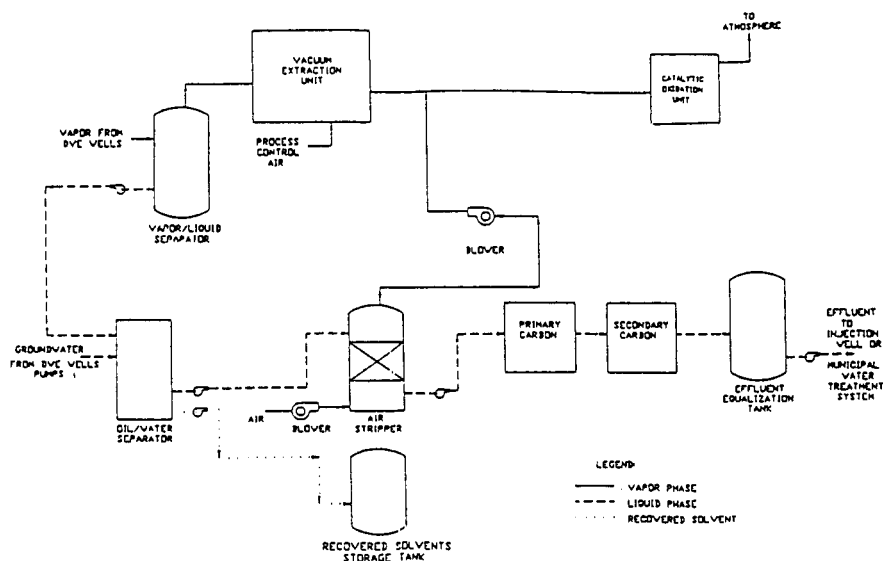 TO
ATMOSPHERE
VACUUM
EXTRACTION
UNIT
CATALYTIC
OXIDATION
UNIT
VAPOR FROM
DVE WELLS
PROCESS
CONTROL
AIR
VAPOR/LIQUID
SEPARATOR
BLOWER
PRIMARY
CARBON
SECONDARY
CARBON
EFFLUENT
TO
INJECTION
WELL OR
MUNICIPAL
WATER
TREATMENT
SYSTEM
GROUNDWATER
FROM DVE WELLS
PUMPS
OIL/WATER
SEPARATOR
AIR
BLOWER
AIR
STRIPPER
EFFLUENT
EQUALIZATION
TANK
RECOVERED SOLVENTS
STORAGE TANK
LEGEND:
VAPOR PHASE
LIQUID PHASE
RECOVERED SOLVENT